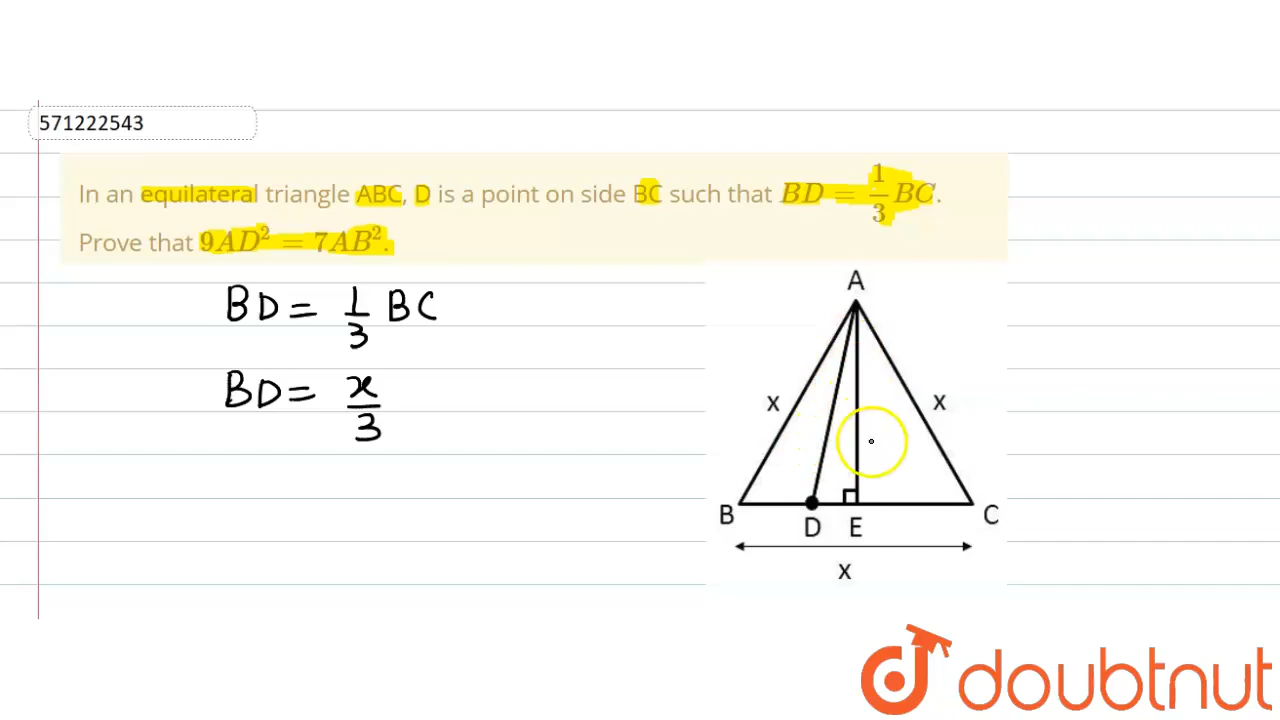 571222543
In an equilateral triangle ABC, D is a point on side BC such that BD = 1/3 BC.
Prove that 9AD² = 7AB².
BD = 1/3 BC
BD = x/3
A
x x
B D E C
x
doubtnut